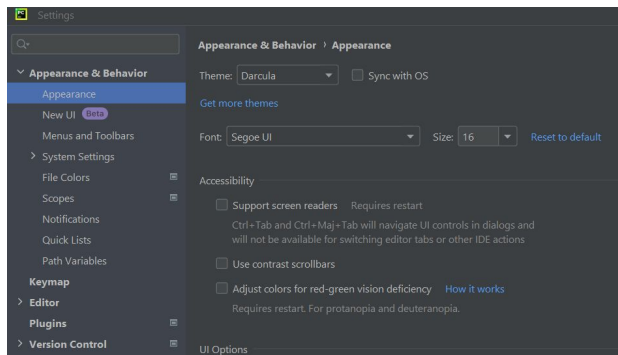 PC
Settings
Appearance & Behavior
Appearance
New UI Beta
Menus and Toolbars
System Settings
File Colors
Scopes
Notifications
Quick Lists
Path Variables
Keymap
Editor
Plugins
Version Control
Appearance & Behavior › Appearance
Theme: Darcula Sync with OS
Get more themes
Font: Segoe UI Size: 16 Reset to default
Accessibility
Support screen readers Requires restart
Ctrl+Tab and Ctrl+Maj+Tab will navigate UI controls in dialogs and
will not be available for switching editor tabs or other IDE actions
Use contrast scrollbars
Adjust colors for red-green vision deficiency How it works
Requires restart. For protanopia and deuteranopia.
UI Options